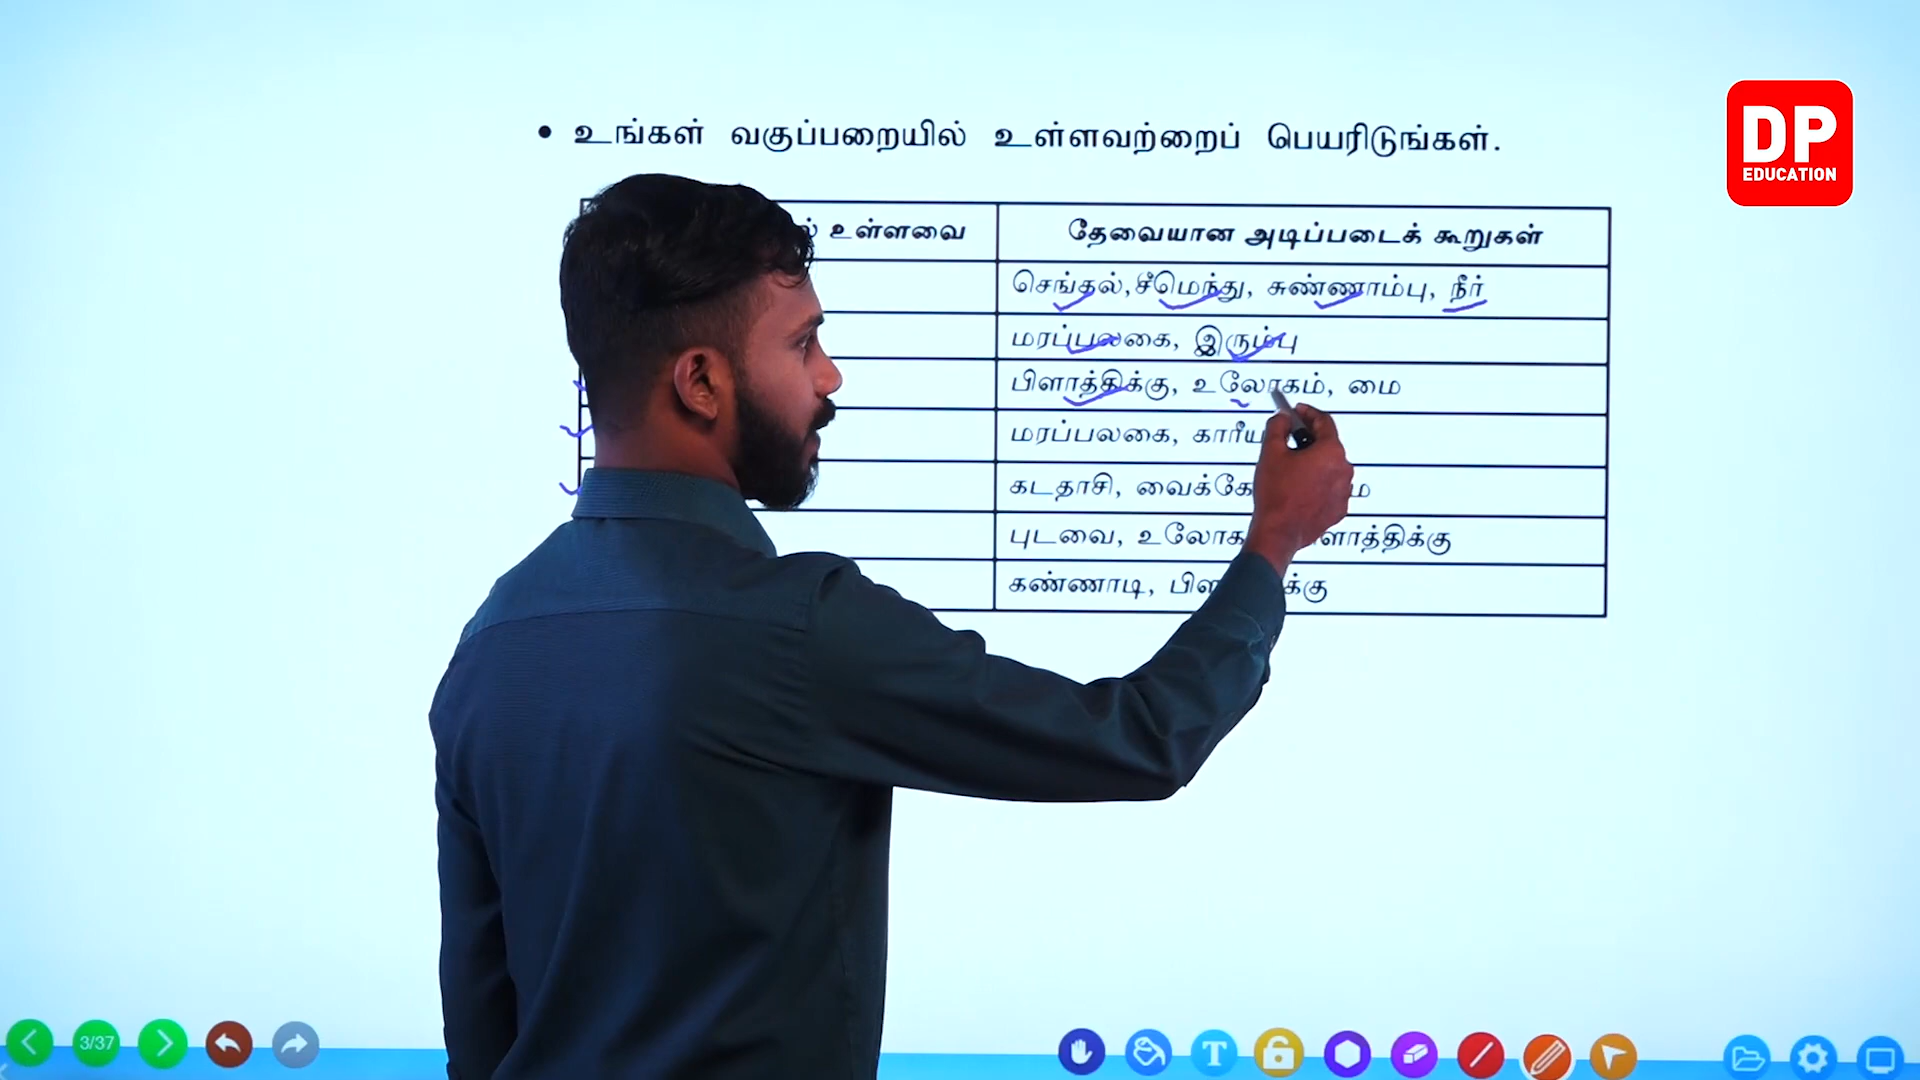 • உங்கள் வகுப்பறையில் உள்ளவற்றைப் பெயரிடுங்கள்.
DP
EDUCATION
உள்ளவை
தேவையான அடிப்படைக் கூறுகள்
செங்தல்,சீமெந்து, சுண்ணாம்பு, நீர்
மரப்பலகை, இரும்பு
பிளாத்திக்கு, உலோகம், மை
மரப்பலகை,
கடதாசி,
புடவை,
கண்ணாடி,
3/37
T